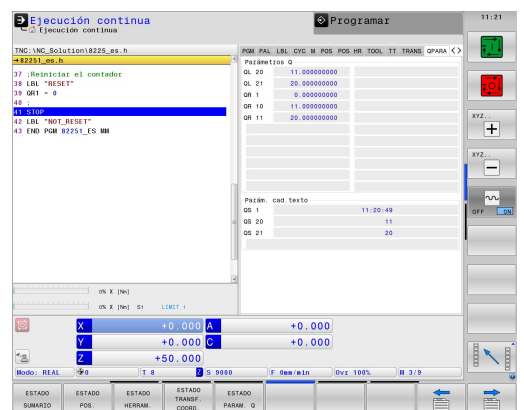 Ejecución continua
Ejecución continua
Programar
11:21
TNC:\NC_Solution\8225_es.h
→82251_es.h
37 ;Reiniciar el contador
38 LBL "RESET"
39 QR1 = 0
40 ;
41 STOP
42 LBL "NOT_RESET"
43 END PGM 82251_ES MM
0% X [Nm]
0% X [Nm] S1 LIMIT 1
PGM PAL LBL CYC M POS POS HR TOOL TT TRANS QPARA
Parámetros Q
QL 20 11.000000000
QL 21 20.000000000
QR 1 0.000000000
QR 10 11.000000000
QR 11 20.000000000
Parám. cad.texto
QS 1 11:20:49
QS 20 11
QS 21 20
XYZ..
XYZ..
OFF ON
X +0.000 A +0.000
Y +0.000 C +0.000
Z +50.000
Modo: REAL 0 T 8 Z S 9000 F 0mm/min Ovr 100% M 3/9
ESTADO SUMARIO
ESTADO POS.
ESTADO HERRAM.
ESTADO TRANSF. COORD.
ESTADO PARAM. Q